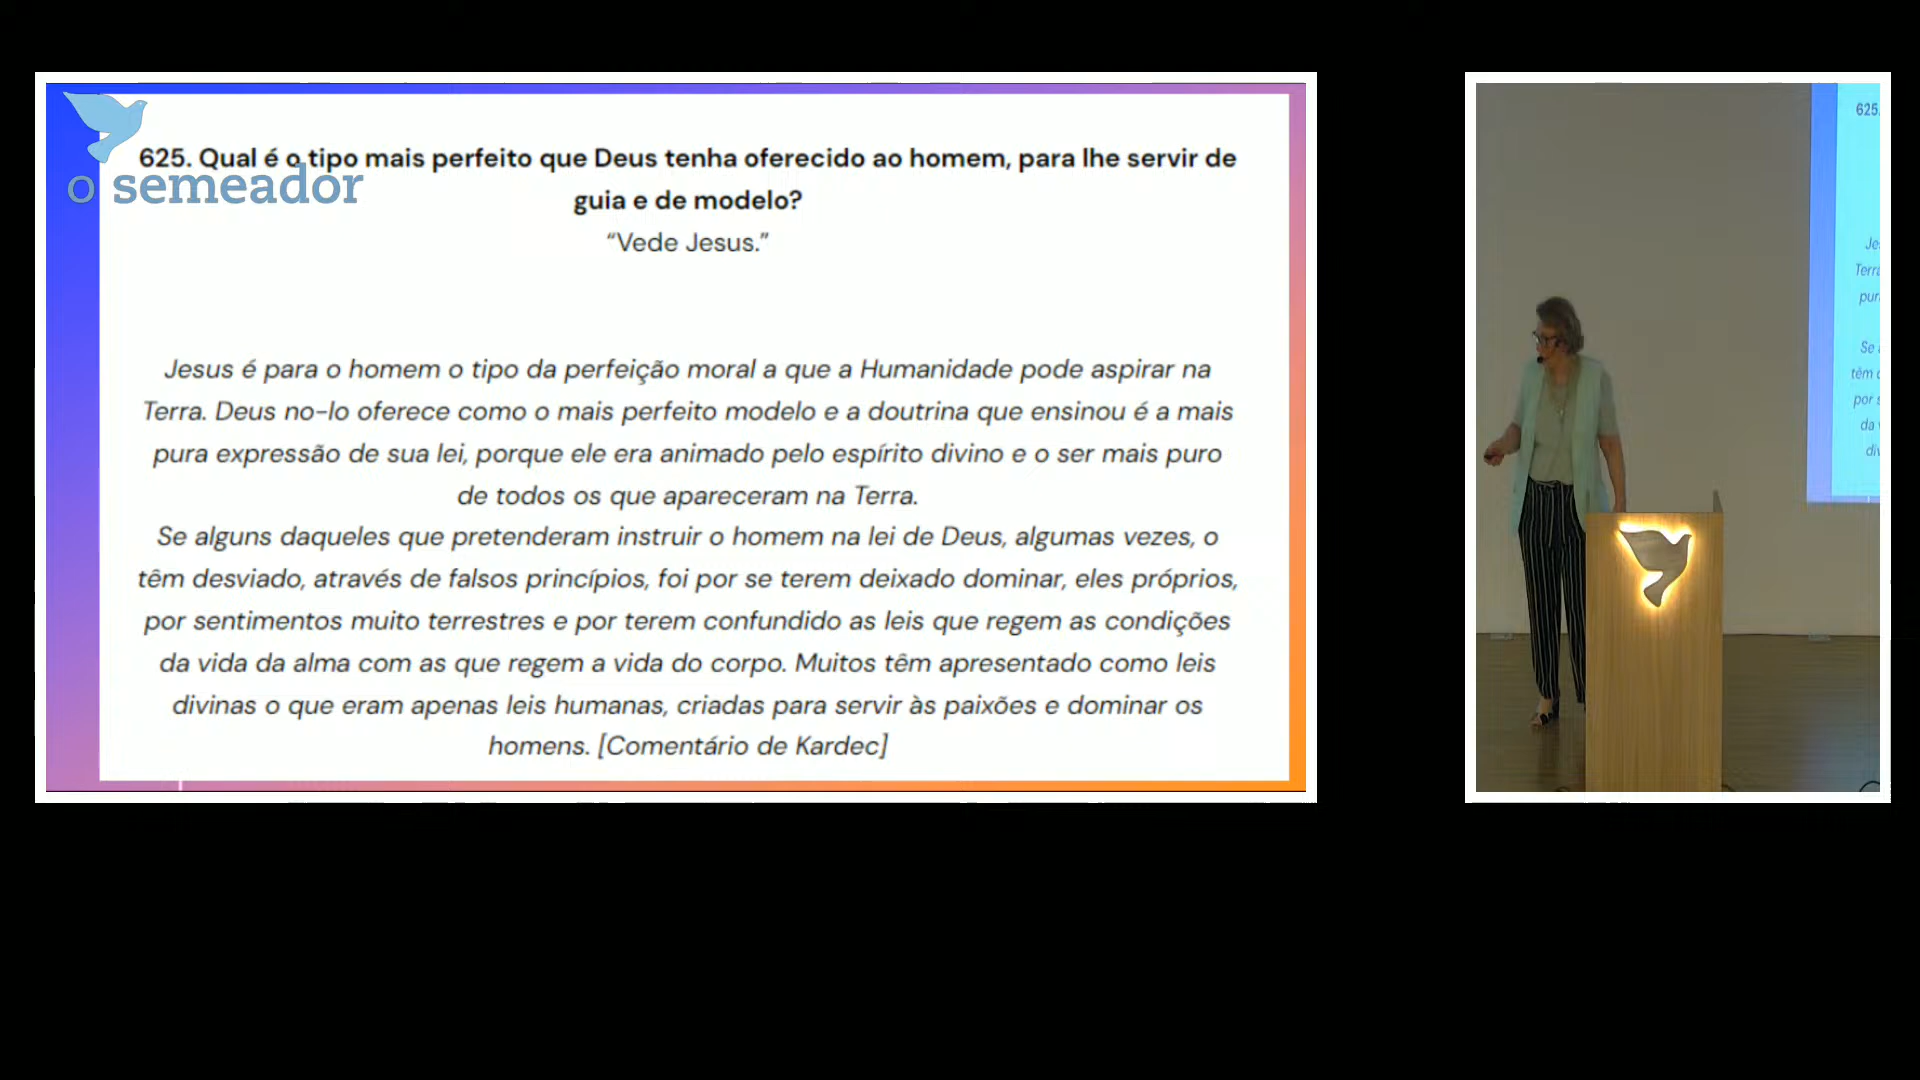 625. Qual é o tipo mais perfeito que Deus tenha oferecido ao homem, para lhe servir de
guia e de modelo?
“Vede Jesus.”
o semeador
Jesus é para o homem o tipo da perfeição moral a que a Humanidade pode aspirar na
Terra. Deus no-lo oferece como o mais perfeito modelo e a doutrina que ensinou é a mais
pura expressão de sua lei, porque ele era animado pelo espírito divino e o ser mais puro
de todos os que apareceram na Terra.
Se alguns daqueles que pretenderam instruir o homem na lei de Deus, algumas vezes, o
têm desviado, através de falsos princípios, foi por se terem deixado dominar, eles próprios,
por sentimentos muito terrestres e por terem confundido as leis que regem as condições
da vida da alma com as que regem a vida do corpo. Muitos têm apresentado como leis
divinas o que eram apenas leis humanas, criadas para servir às paixões e dominar os
homens. [Comentário de Kardec]
625.
Terra
Se
têm
por
da